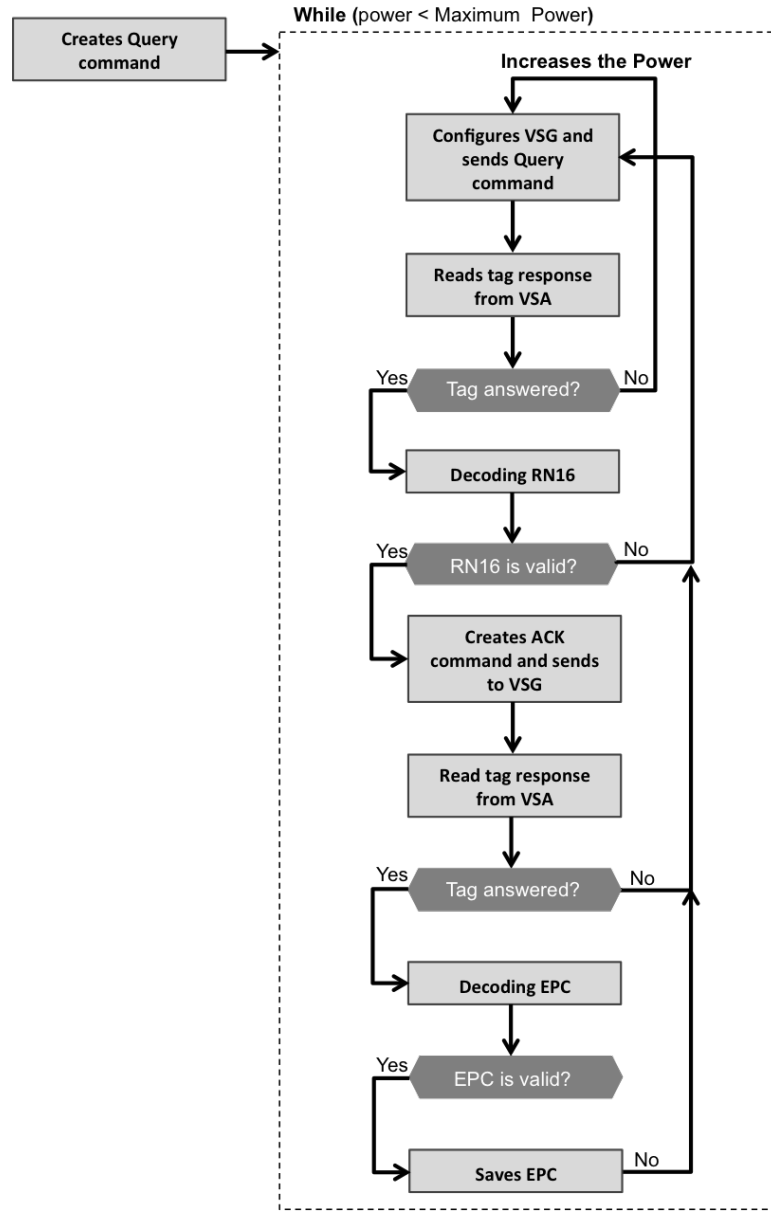 While (power < Maximum Power)
Creates Query
command
Increases the Power
Configures VSG and
sends Query
command
Reads tag response
from VSA
Yes
Tag answered?
No
Decoding RN16
Yes
RN16 is valid?
No
Creates ACK
command and sends
to VSG
Read tag response
from VSA
Yes
Tag answered?
No
Decoding EPC
Yes
EPC is valid?
Saves EPC
No